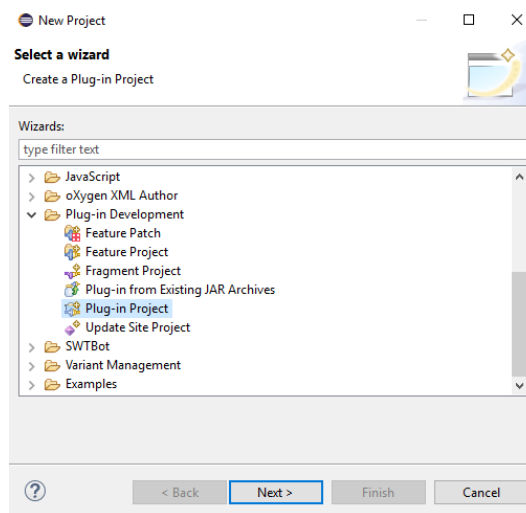 New Project
Select a wizard
Create a Plug-in Project
Wizards:
type filter text
JavaScript
oXygen XML Author
Plug-in Development
Feature Patch
Feature Project
Fragment Project
Plug-in from Existing JAR Archives
Plug-in Project
Update Site Project
SWTBot
Variant Management
Examples
?
< Back Next > Finish Cancel